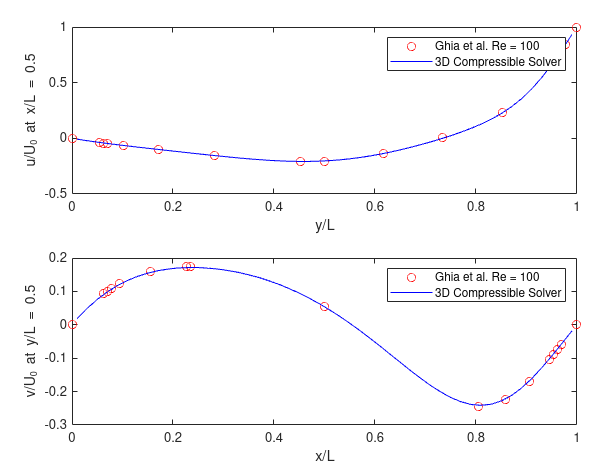 1
0.5
0
-0.5
u/U₀ at x/L = 0.5
Ghia et al. Re = 100
3D Compressible Solver
0 0.2 0.4 0.6 0.8 1
y/L
0.2
0.1
0
-0.1
-0.2
-0.3
v/U₀ at y/L = 0.5
Ghia et al. Re = 100
3D Compressible Solver
0 0.2 0.4 0.6 0.8 1
x/L